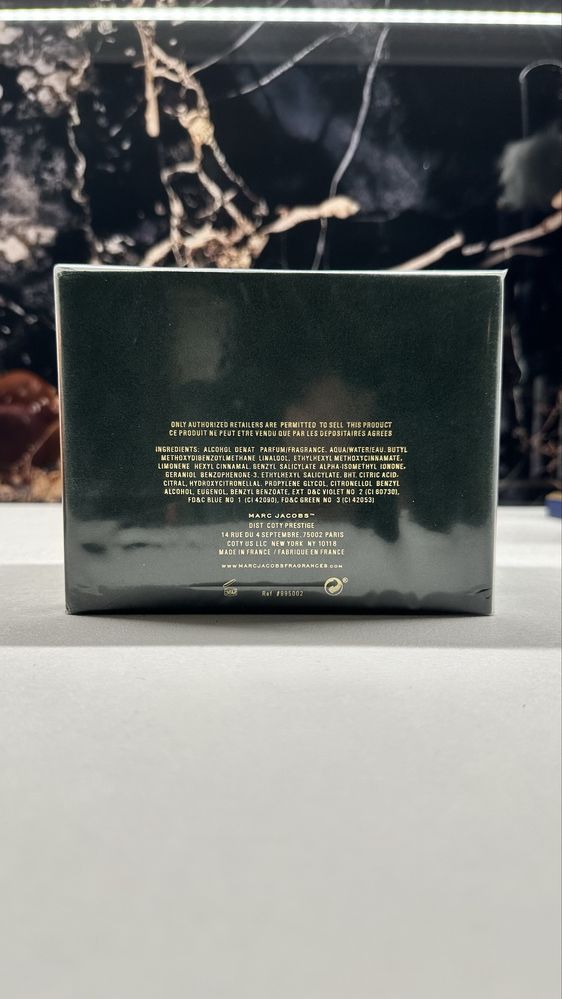 ONLY AUTHORIZED RETAILERS ARE PERMITTED TO SELL THIS PRODUCT
CE PRODUIT NE PEUT ETRE VENDU QUE PAR LES DEPOSITAIRES AGREES
INGREDIENTS: ALCOHOL DENAT PARFUM/FRAGRANCE, AQUA/WATER/EAU, BUTYL
METHOXYDIBENZOYLMETHANE LINALOOL, ETHYLHEXYL METHOXYCINNAMATE,
LIMONENE HEXYL CINNAMAL, BENZYL SALICYLATE ALPHA-ISOMETHYL IONONE,
GERANIOL BENZOPHENONE-3, ETHYLHEXYL SALICYLATE, BHT, CITRIC ACID,
CITRAL, HYDROXYCITRONELLAL, PROPYLENE GLYCOL, CITRONELLOL BENZYL
ALCOHOL, EUGENOL, BENZYL BENZOATE, EXT D&C VIOLET NO 2 (CI 60730),
FD&C BLUE NO 1 (CI 42090), FD&C GREEN NO 3 (CI 42053)
MARC JACOBS™
DIST COTY PRESTIGE
14 RUE DU 4 SEPTEMBRE, 75002 PARIS
COTY US LLC NEW YORK NY 10118
MADE IN FRANCE / FABRIQUE EN FRANCE
WWW.MARCJACOBSFRAGRANCES.COM
Ref #995002